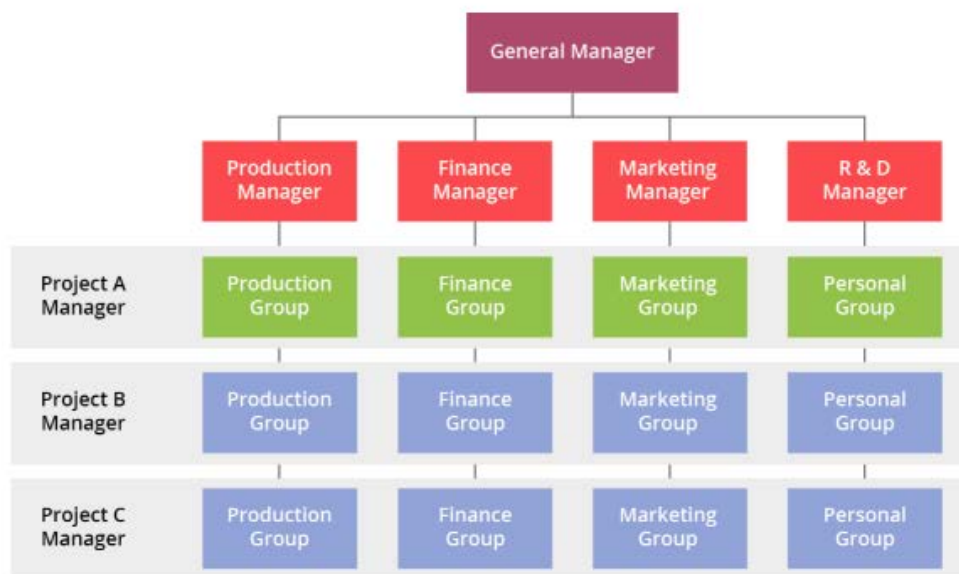 General Manager
Production
Manager
Finance
Manager
Marketing
Manager
R & D
Manager
Project A
Manager
Production
Group
Finance
Group
Marketing
Group
Personal
Group
Project B
Manager
Production
Group
Finance
Group
Marketing
Group
Personal
Group
Project C
Manager
Production
Group
Finance
Group
Marketing
Group
Personal
Group